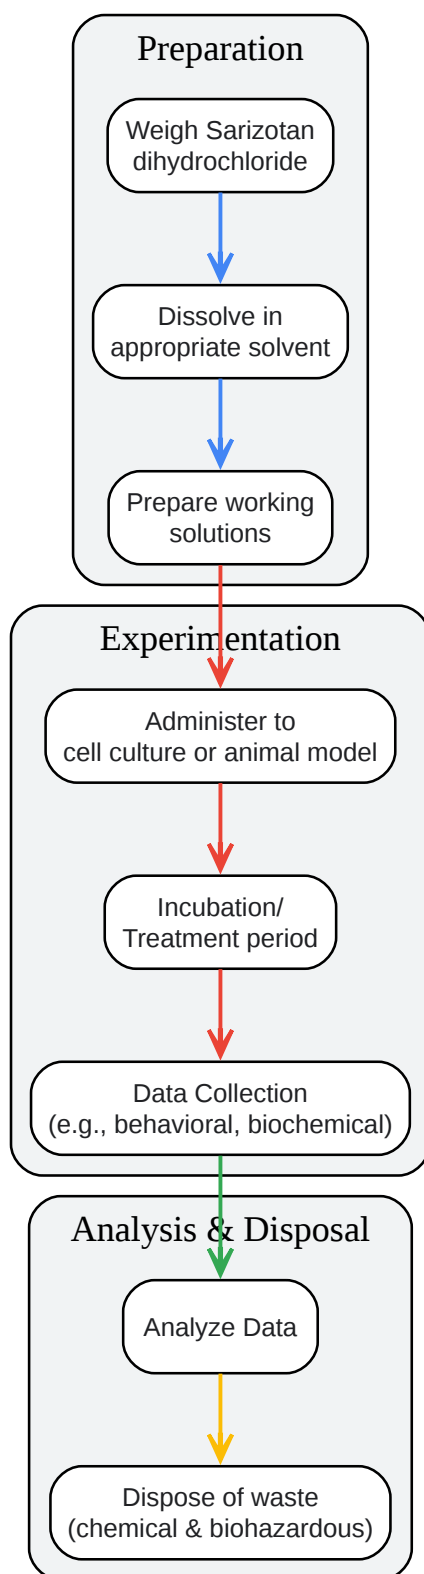 Preparation
Weigh Sarizotan
dihydrochloride
Dissolve in
appropriate solvent
Prepare working
solutions
Experimentation
Administer to
cell culture or animal model
Incubation/
Treatment period
Data Collection
(e.g., behavioral, biochemical)
Analysis & Disposal
Analyze Data
Dispose of waste
(chemical & biohazardous)